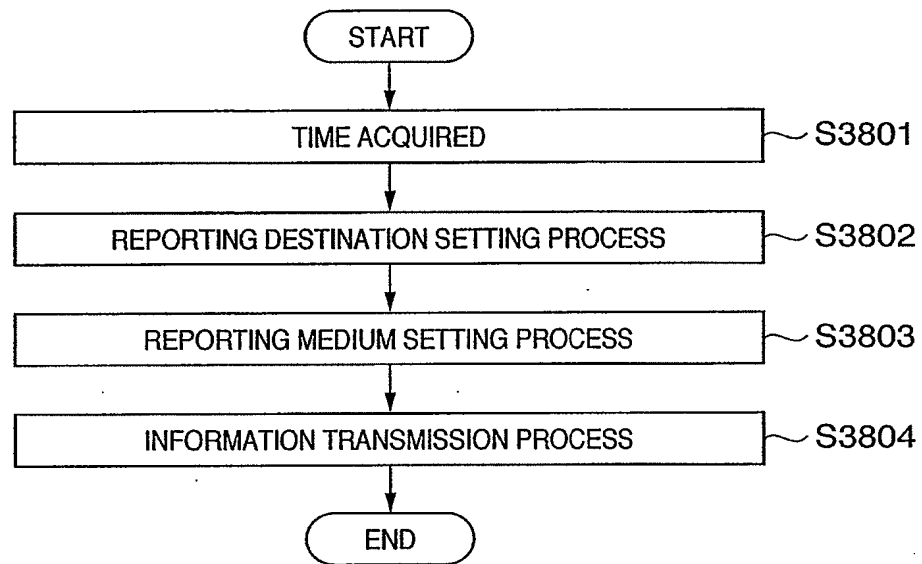 START
TIME ACQUIRED
S3801
REPORTING DESTINATION SETTING PROCESS
S3802
REPORTING MEDIUM SETTING PROCESS
S3803
INFORMATION TRANSMISSION PROCESS
S3804
END